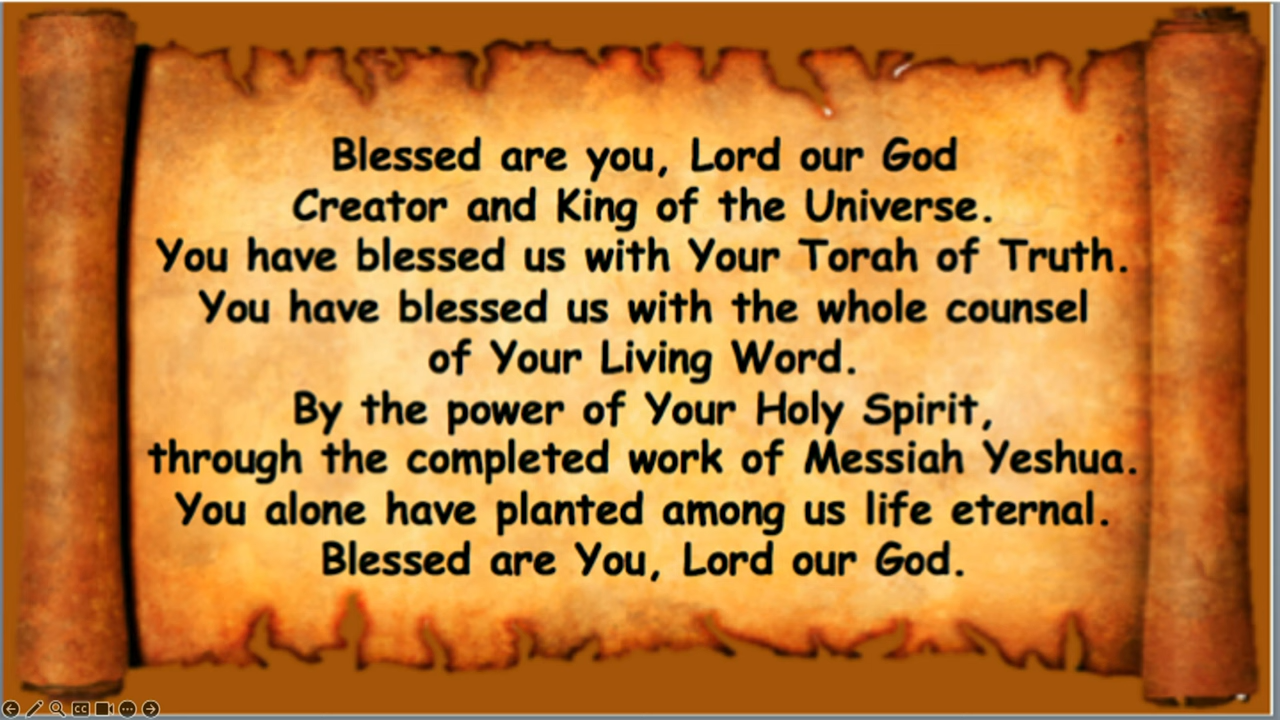 Blessed are you, Lord our God
Creator and King of the Universe.
You have blessed us with Your Torah of Truth.
You have blessed us with the whole counsel
of Your Living Word.
By the power of Your Holy Spirit,
through the completed work of Messiah Yeshua.
You alone have planted among us life eternal.
Blessed are You, Lord our God.
CC